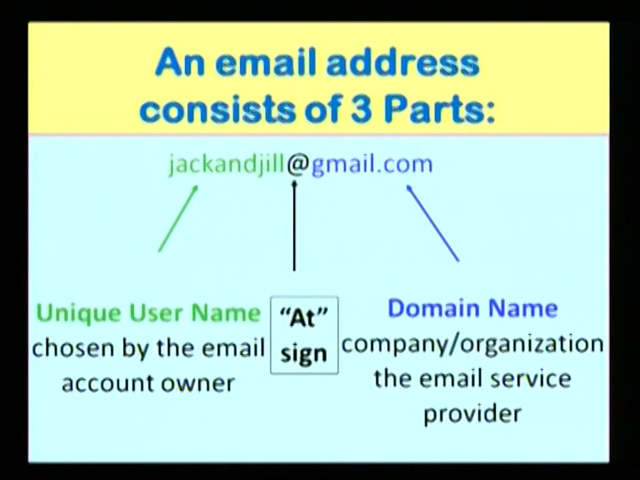 An email address
consists of 3 Parts:
jackandjill@gmail.com
Unique User Name
chosen by the email
account owner
“At”
sign
Domain Name
company/organization
the email service
provider